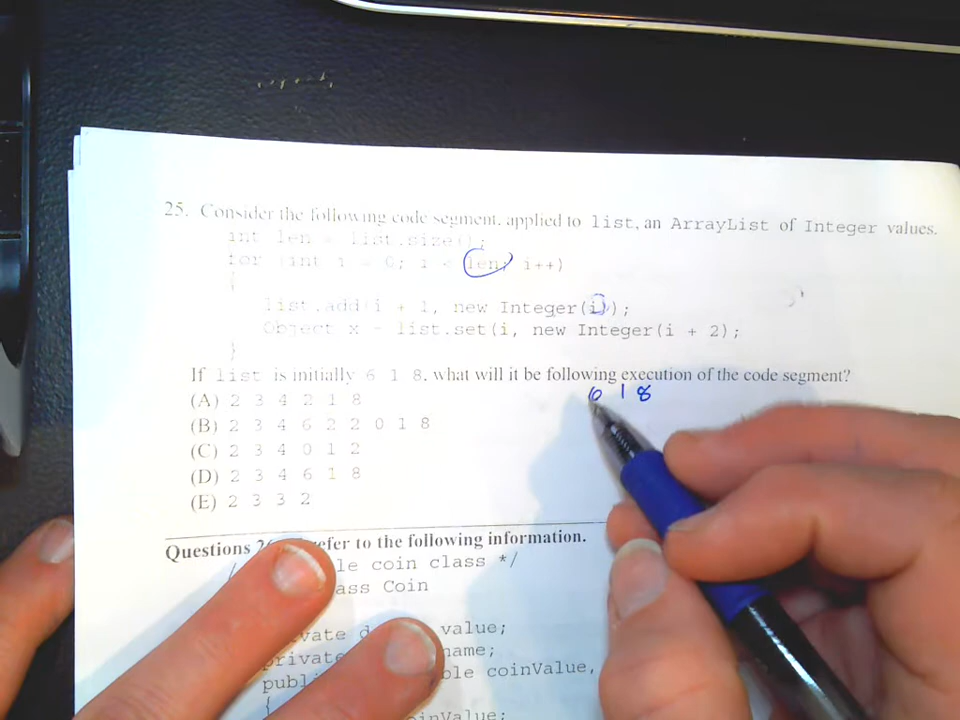 25. Consider the following code segment, applied to list, an ArrayList of Integer values.
int len = list.size();
for (int i = 0; i < len; i++)
{
list.add(i + 1, new Integer(i));
Object x = list.set(i, new Integer(i + 2);
}
If list is initially 6 1 8, what will it be following execution of the code segment?
6 1 8
(A) 2 3 4 2 1 8
(B) 2 3 4 6 2 2 0 1 8
(C) 2 3 4 0 1 2
(D) 2 3 4 6 1 8
(E) 2 3 3 2
Questions refer to the following information.
coin class */
Coin
value;
name;
coinValue,
{